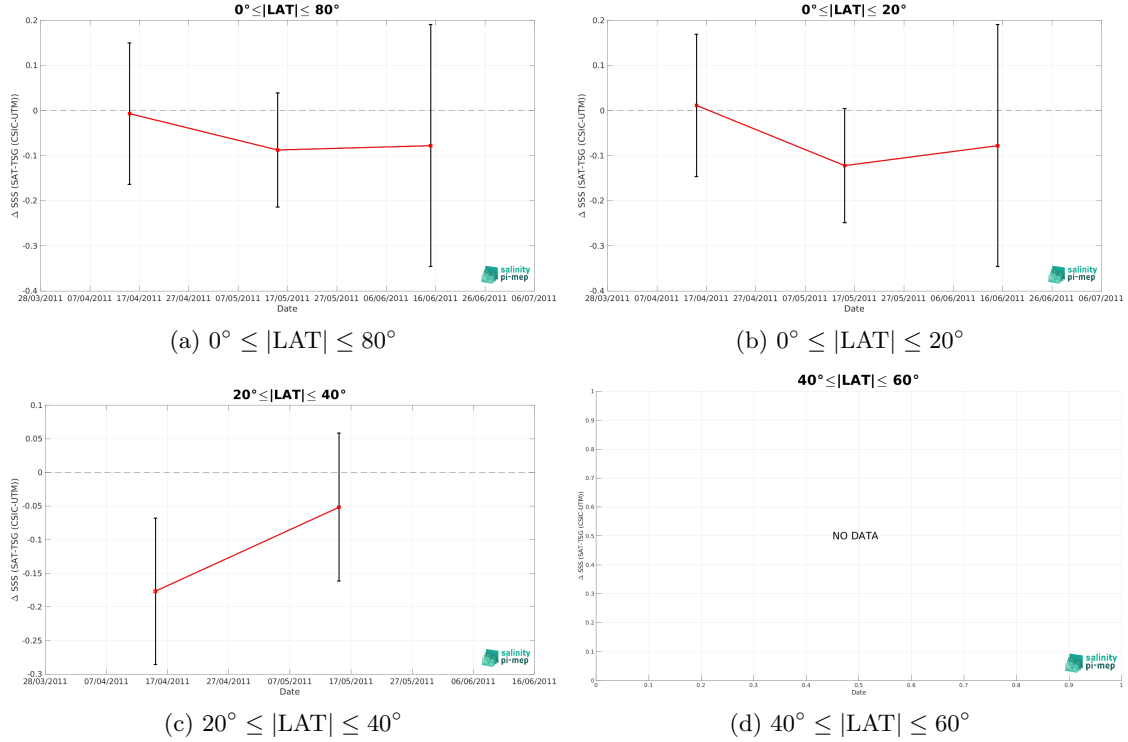 0°≤|LAT|≤ 80°
0.2
0.1
0
-0.1
-0.2
-0.3
-0.4
Δ SSS (SAT-TSG (CSIC-UTM))
28/03/2011 07/04/2011 17/04/2011 27/04/2011 07/05/2011 17/05/2011 27/05/2011 06/06/2011 16/06/2011 26/06/2011 06/07/2011
Date
salinity
pi-mep
(a) 0° ≤ |LAT| ≤ 80°
0°≤|LAT|≤ 20°
0.2
0.1
0
-0.1
-0.2
-0.3
-0.4
Δ SSS (SAT-TSG (CSIC-UTM))
28/03/2011 07/04/2011 17/04/2011 27/04/2011 07/05/2011 17/05/2011 27/05/2011 06/06/2011 16/06/2011 26/06/2011 06/07/2011
Date
salinity
pi-mep
(b) 0° ≤ |LAT| ≤ 20°
20°≤|LAT|≤ 40°
0.1
0.05
0
-0.05
-0.1
-0.15
-0.2
-0.25
-0.3
Δ SSS (SAT-TSG (CSIC-UTM))
28/03/2011 07/04/2011 17/04/2011 27/04/2011 07/05/2011 17/05/2011 27/05/2011 06/06/2011 16/06/2011
Date
salinity
pi-mep
(c) 20° ≤ |LAT| ≤ 40°
40°≤|LAT|≤ 60°
1
0.9
0.8
0.7
0.6
0.5
0.4
0.3
0.2
0.1
0
Δ SSS (SAT-TSG (CSIC-UTM))
NO DATA
0 0.1 0.2 0.3 0.4 0.5 0.6 0.7 0.8 0.9 1
Date
salinity
pi-mep
(d) 40° ≤ |LAT| ≤ 60°